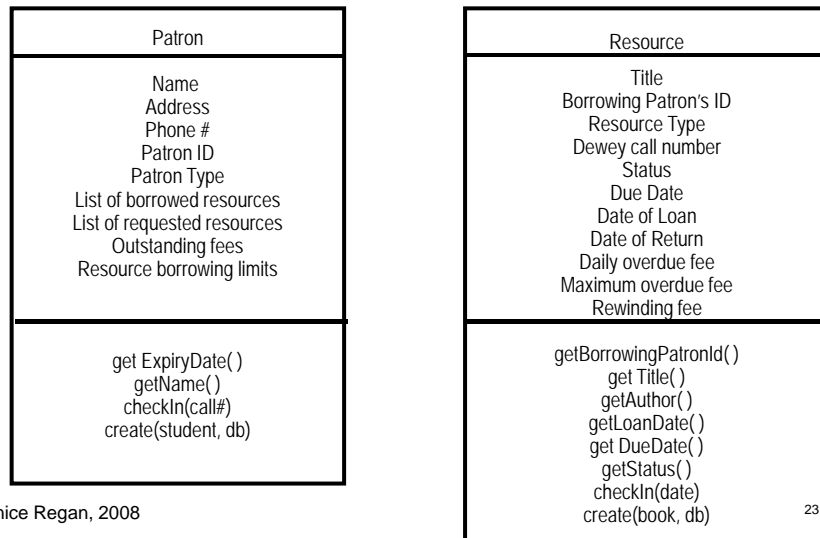 Patron
Name
Address
Phone #
Patron ID
Patron Type
List of borrowed resources
List of requested resources
Outstanding fees
Resource borrowing limits
get ExpiryDate( )
getName( )
checkIn(call#)
create(student, db)
Resource
Title
Borrowing Patron's ID
Resource Type
Dewey call number
Status
Due Date
Date of Loan
Date of Return
Daily overdue fee
Maximum overdue fee
Rewinding fee
getBorrowingPatronId( )
get Title( )
getAuthor( )
getLoanDate( )
get DueDate( )
getStatus( )
checkIn(date)
create(book, db)
Regan, 2008
23